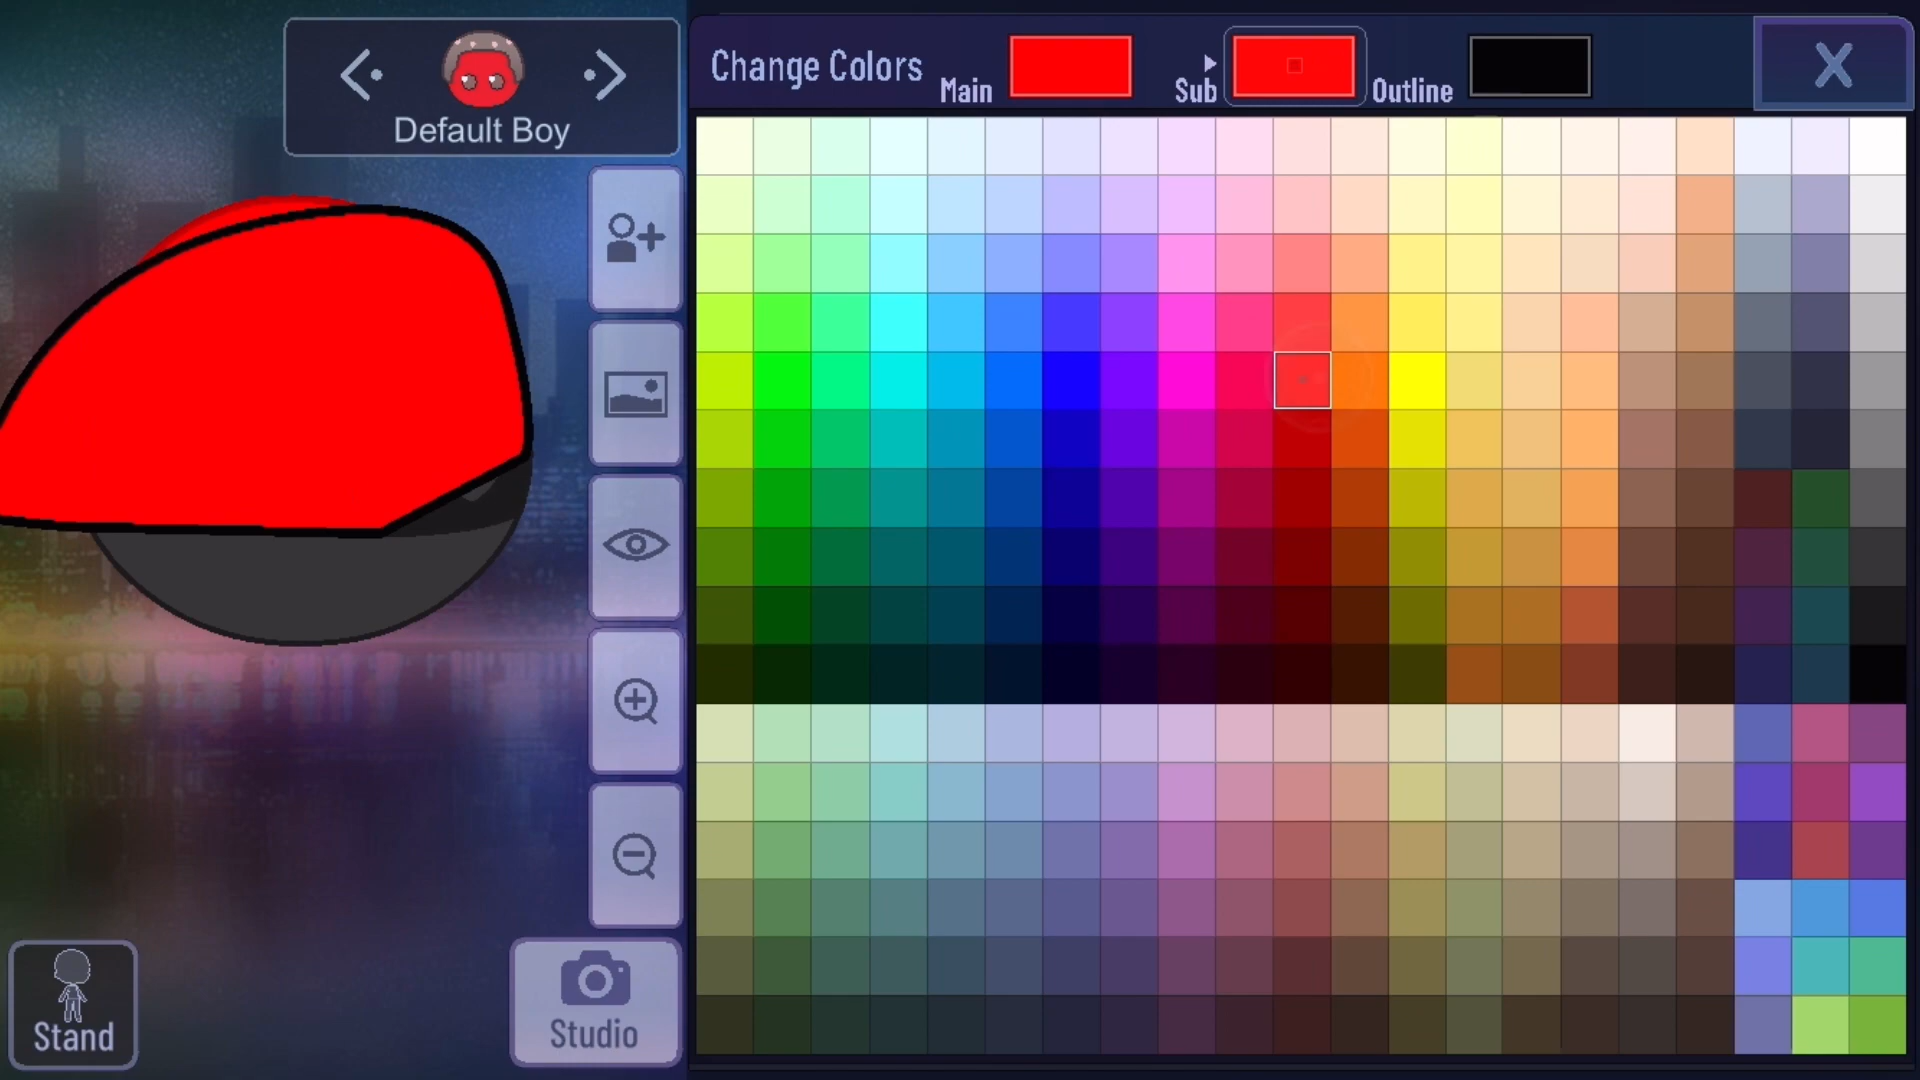 Default Boy
Change Colors
Main
Sub
Outline
X
Stand
Studio